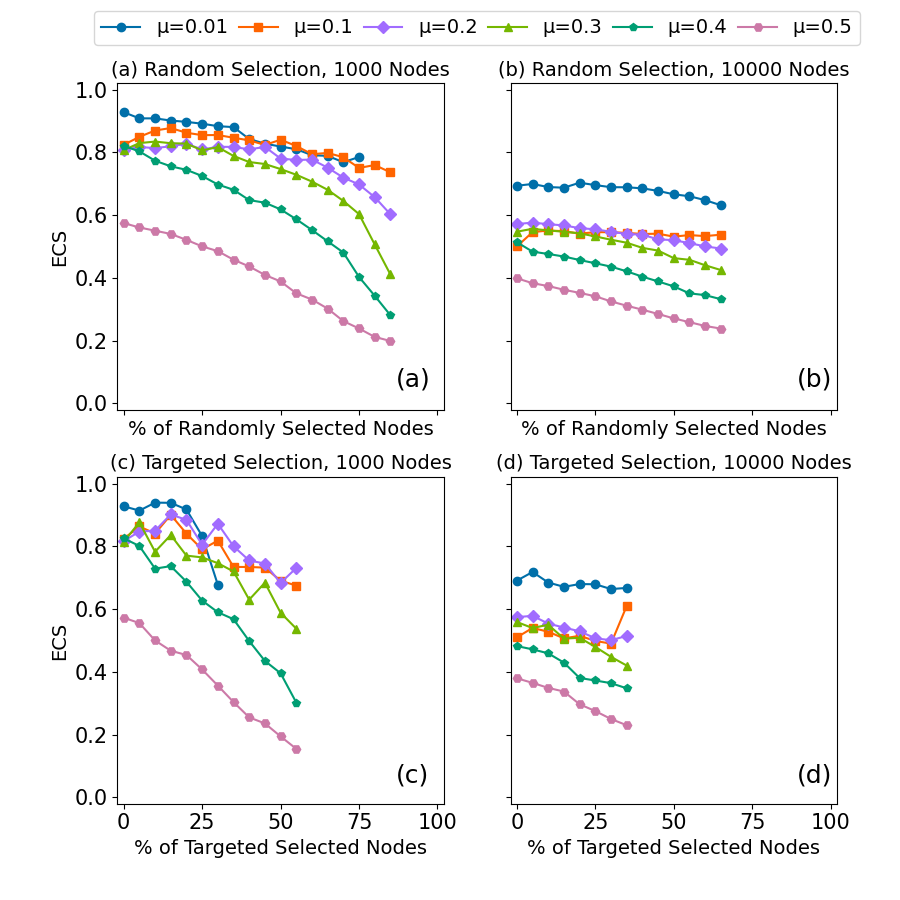 μ=0.01 μ=0.1 μ=0.2 μ=0.3 μ=0.4 μ=0.5
(a) Random Selection, 1000 Nodes
1.0
0.8
0.6
0.4
0.2
0.0
ECS
(a)
% of Randomly Selected Nodes
(b) Random Selection, 10000 Nodes
(b)
% of Randomly Selected Nodes
(c) Targeted Selection, 1000 Nodes
1.0
0.8
0.6
0.4
0.2
0.0
ECS
(c)
0 25 50 75 100
% of Targeted Selected Nodes
(d) Targeted Selection, 10000 Nodes
(d)
0 25 50 75 100
% of Targeted Selected Nodes